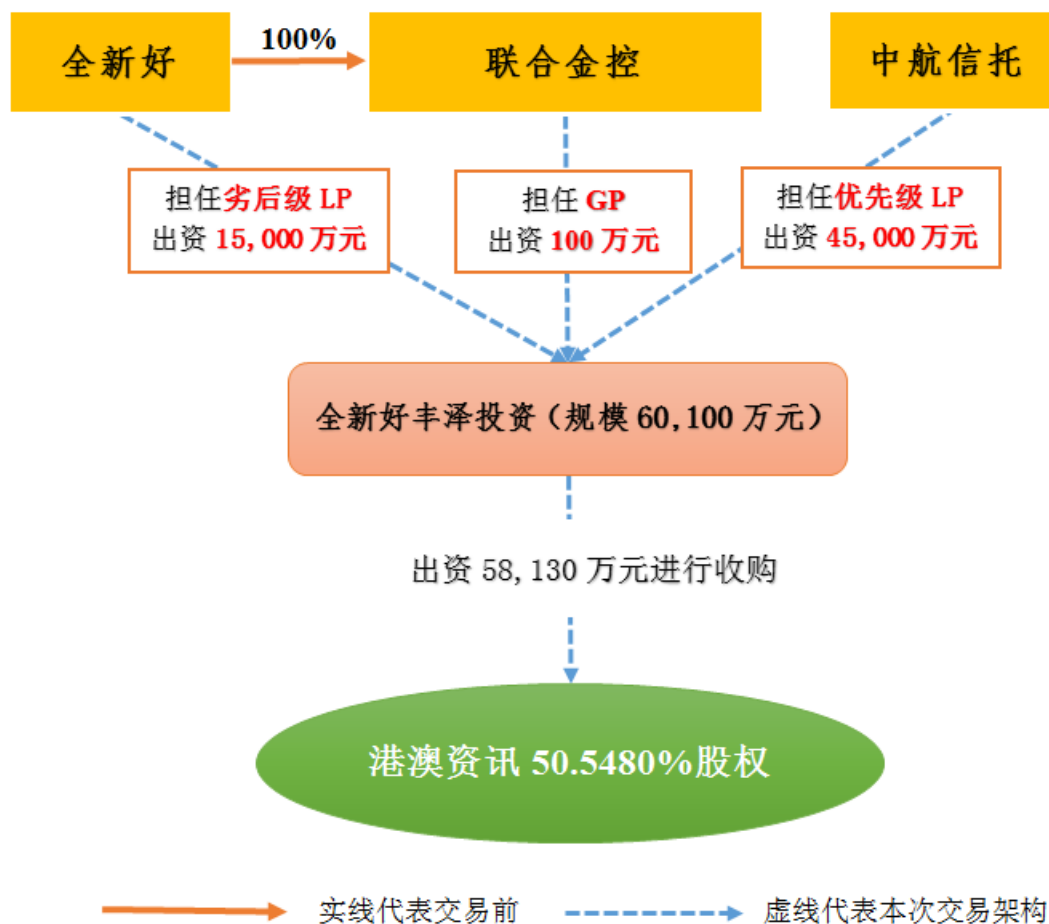 全新好
100%
联合金控
中航信托
担任劣后级 LP
出资 15,000 万元
担任 GP
出资 100 万元
担任优先级 LP
出资 45,000 万元
全新好丰泽投资（规模 60,100 万元）
出资 58,130 万元进行收购
港澳资讯 50.5480%股权
实线代表交易前
虚线代表本次交易架构